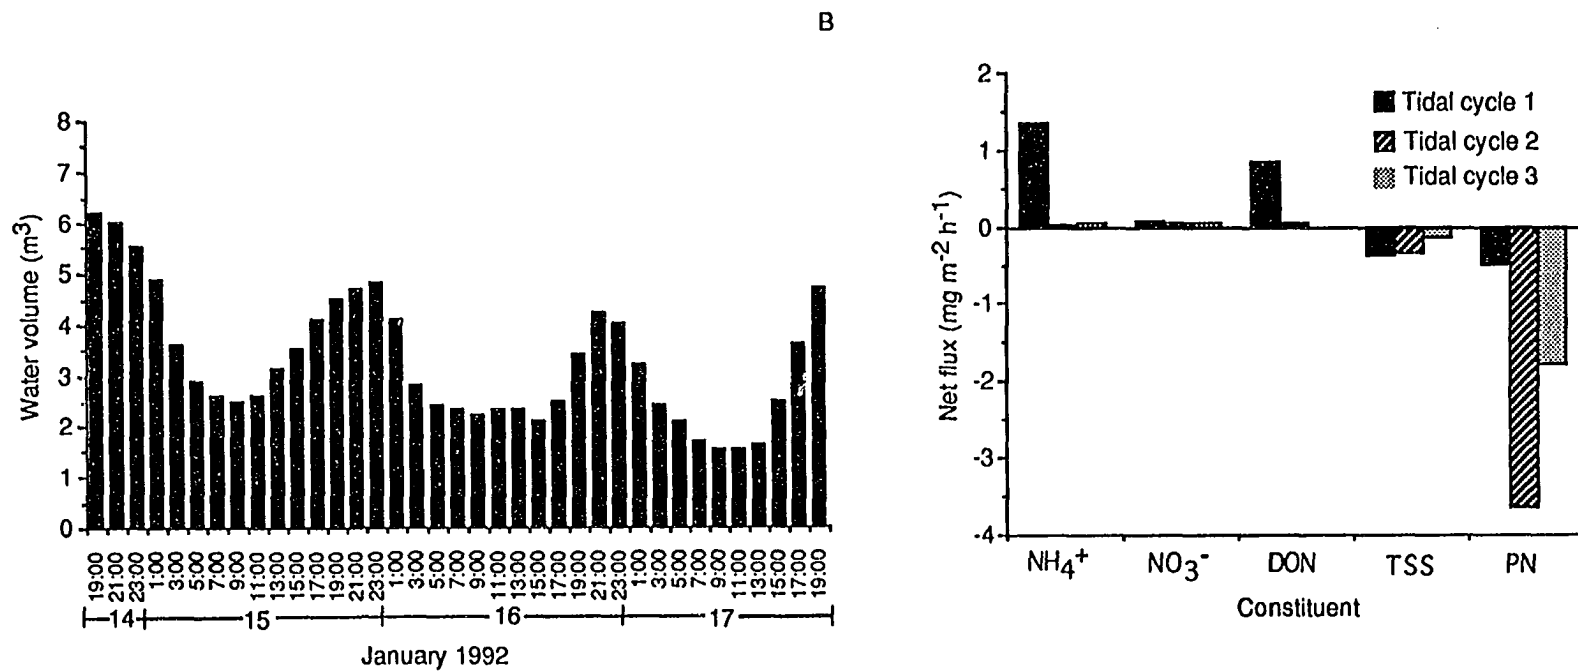 B
8
7
6
5
4
3
2
1
0
Water volume (m3)
19:00 21:00 23:00 1:00 3:00 5:00 7:00 9:00 11:00 13:00 15:00 17:00 19:00 21:00 23:00 1:00 3:00 5:00 7:00 9:00 11:00 13:00 15:00 17:00 19:00 21:00 23:00 1:00 3:00 5:00 7:00 9:00 11:00 13:00 15:00 17:00 19:00
14 15 16 17
January 1992
2
1
0
-1
-2
-3
-4
Net flux (mg m-2 h-1)
Tidal cycle 1
Tidal cycle 2
Tidal cycle 3
NH4+ NO3- DON TSS PN
Constituent